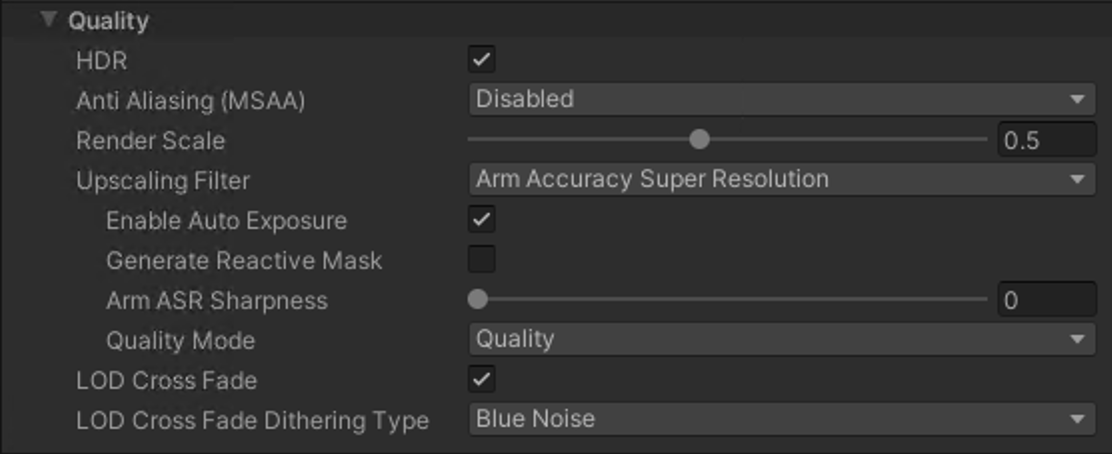 Quality
HDR
Anti Aliasing (MSAA) Disabled
Render Scale 0.5
Upscaling Filter Arm Accuracy Super Resolution
Enable Auto Exposure
Generate Reactive Mask
Arm ASR Sharpness 0
Quality Mode Quality
LOD Cross Fade
LOD Cross Fade Dithering Type Blue Noise